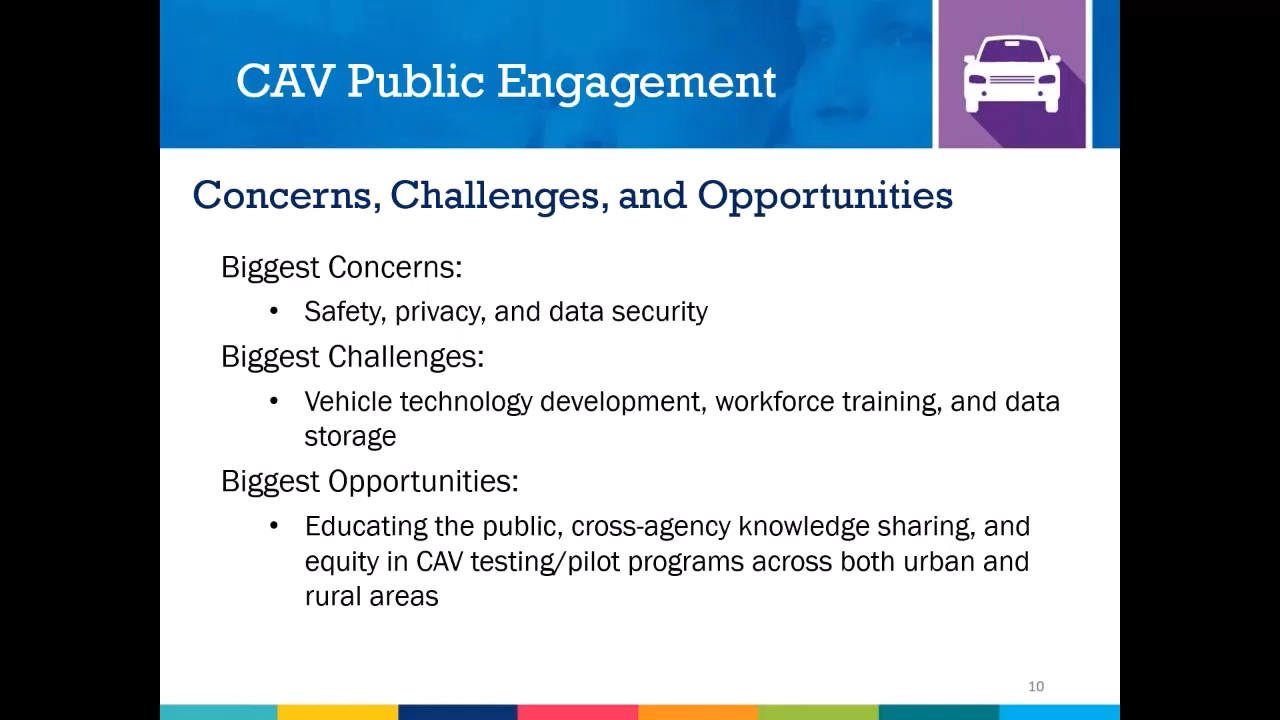 CAV Public Engagement
Concerns, Challenges, and Opportunities
Biggest Concerns:
• Safety, privacy, and data security
Biggest Challenges:
• Vehicle technology development, workforce training, and data
storage
Biggest Opportunities:
• Educating the public, cross-agency knowledge sharing, and
equity in CAV testing/pilot programs across both urban and
rural areas
10